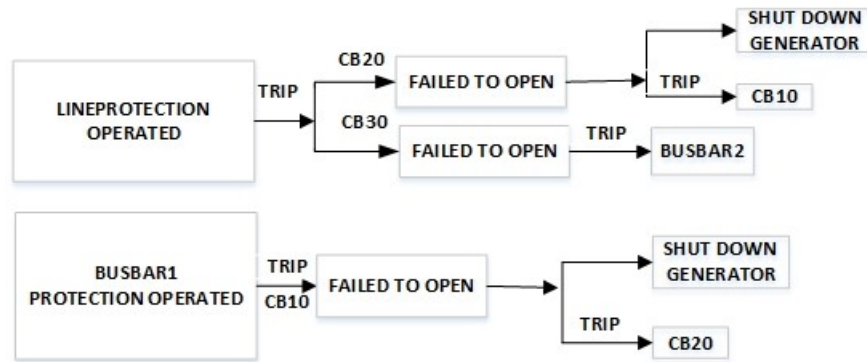 LINEPROTECTION
OPERATED
TRIP
CB20
FAILED TO OPEN
SHUT DOWN
GENERATOR
TRIP
CB10
CB30
FAILED TO OPEN
TRIP
BUSBAR2
BUSBAR1
PROTECTION OPERATED
TRIP
CB10
FAILED TO OPEN
SHUT DOWN
GENERATOR
TRIP
CB20